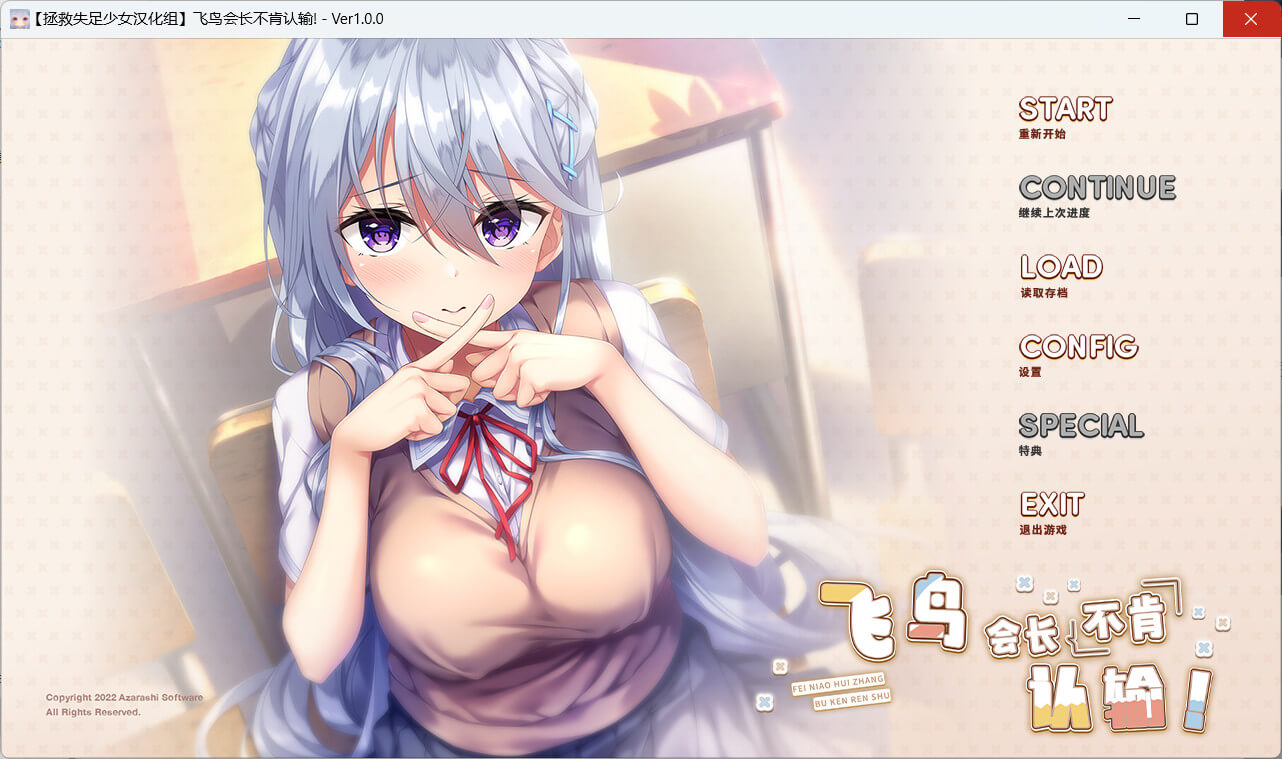 【拯救失足少女汉化组】飞鸟会长不肯认输! - Ver1.0.0
START
重新开始
CONTINUE
继续上次进度
LOAD
读取存档
CONFIG
设置
SPECIAL
特典
EXIT
退出游戏
飞鸟会长「不肯」
认输!
FEI NIAO HUI ZHANG
BU KEN REN SHU
Copyright 2022 Azarashi Software
All Rights Reserved.